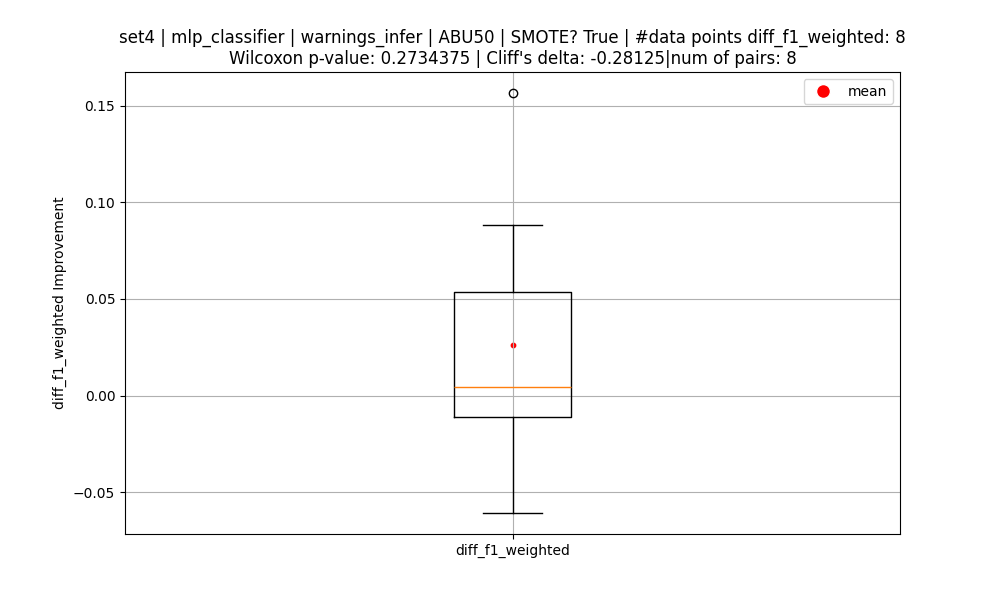 set4 | mlp_classifier | warnings_infer | ABU50 | SMOTE? True | #data points diff_f1_weighted: 8
Wilcoxon p-value: 0.2734375 | Cliff's delta: -0.28125|num of pairs: 8
mean
0.15
0.10
0.05
0.00
−0.05
diff_f1_weighted Improvement
diff_f1_weighted